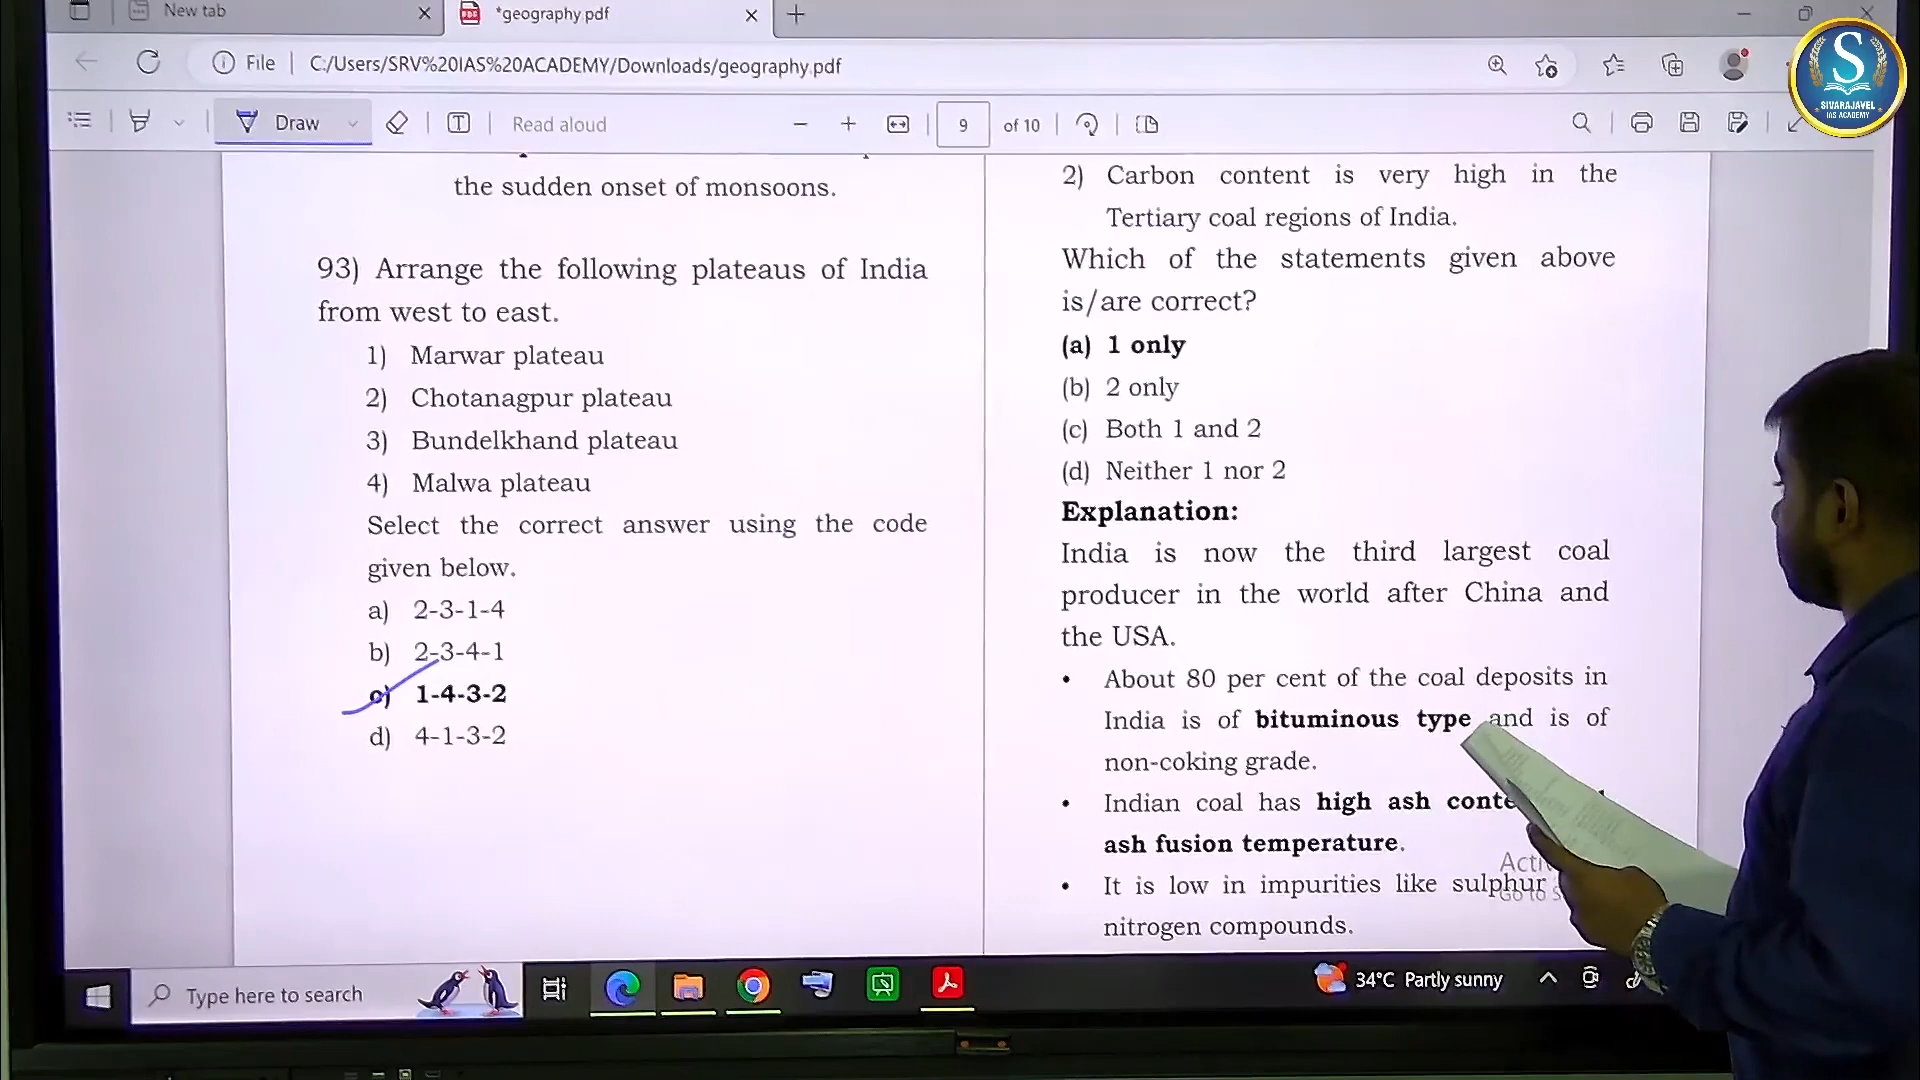 New tab
*geography.pdf
File
C:/Users/SRV%20IAS%20ACADEMY/Downloads/geography.pdf
Draw
Read aloud
9
of 10
S
SIVARAJAVEL
IAS ACADEMY
the sudden onset of monsoons.
93) Arrange the following plateaus of India
from west to east.
1) Marwar plateau
2) Chotanagpur plateau
3) Bundelkhand plateau
4) Malwa plateau
Select the correct answer using the code
given below.
a) 2-3-1-4
b) 2-3-4-1
c) 1-4-3-2
d) 4-1-3-2
2) Carbon content is very high in the
Tertiary coal regions of India.
Which of the statements given above
is/are correct?
(a) 1 only
(b) 2 only
(c) Both 1 and 2
(d) Neither 1 nor 2
Explanation:
India is now the third largest coal
producer in the world after China and
the USA.
• About 80 per cent of the coal deposits in
India is of bituminous type and is of
non-coking grade.
• Indian coal has high ash
ash fusion temperature.
• It is low in impurities like sulphur
nitrogen compounds.
Type here to search
34°C Partly sunny